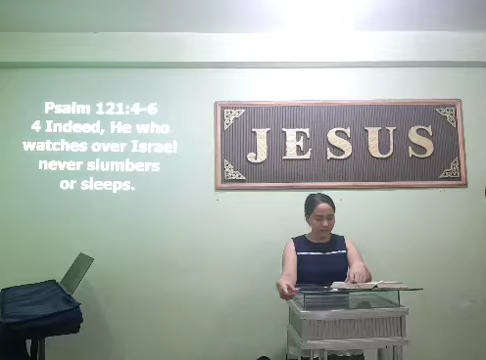 Psalm 121:4-6
4 Indeed, He who
watches over Israel
never slumbers
or sleeps.
JESUS